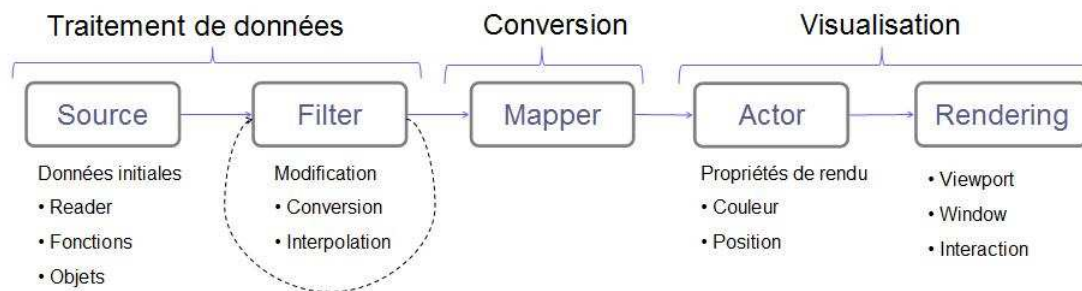 Traitement de données
Conversion
Visualisation
Source
Filter
Mapper
Actor
Rendering
Données initiales
• Reader
• Fonctions
• Objets
Modification
• Conversion
• Interpolation
Propriétés de rendu
• Couleur
• Position
• Viewport
• Window
• Interaction